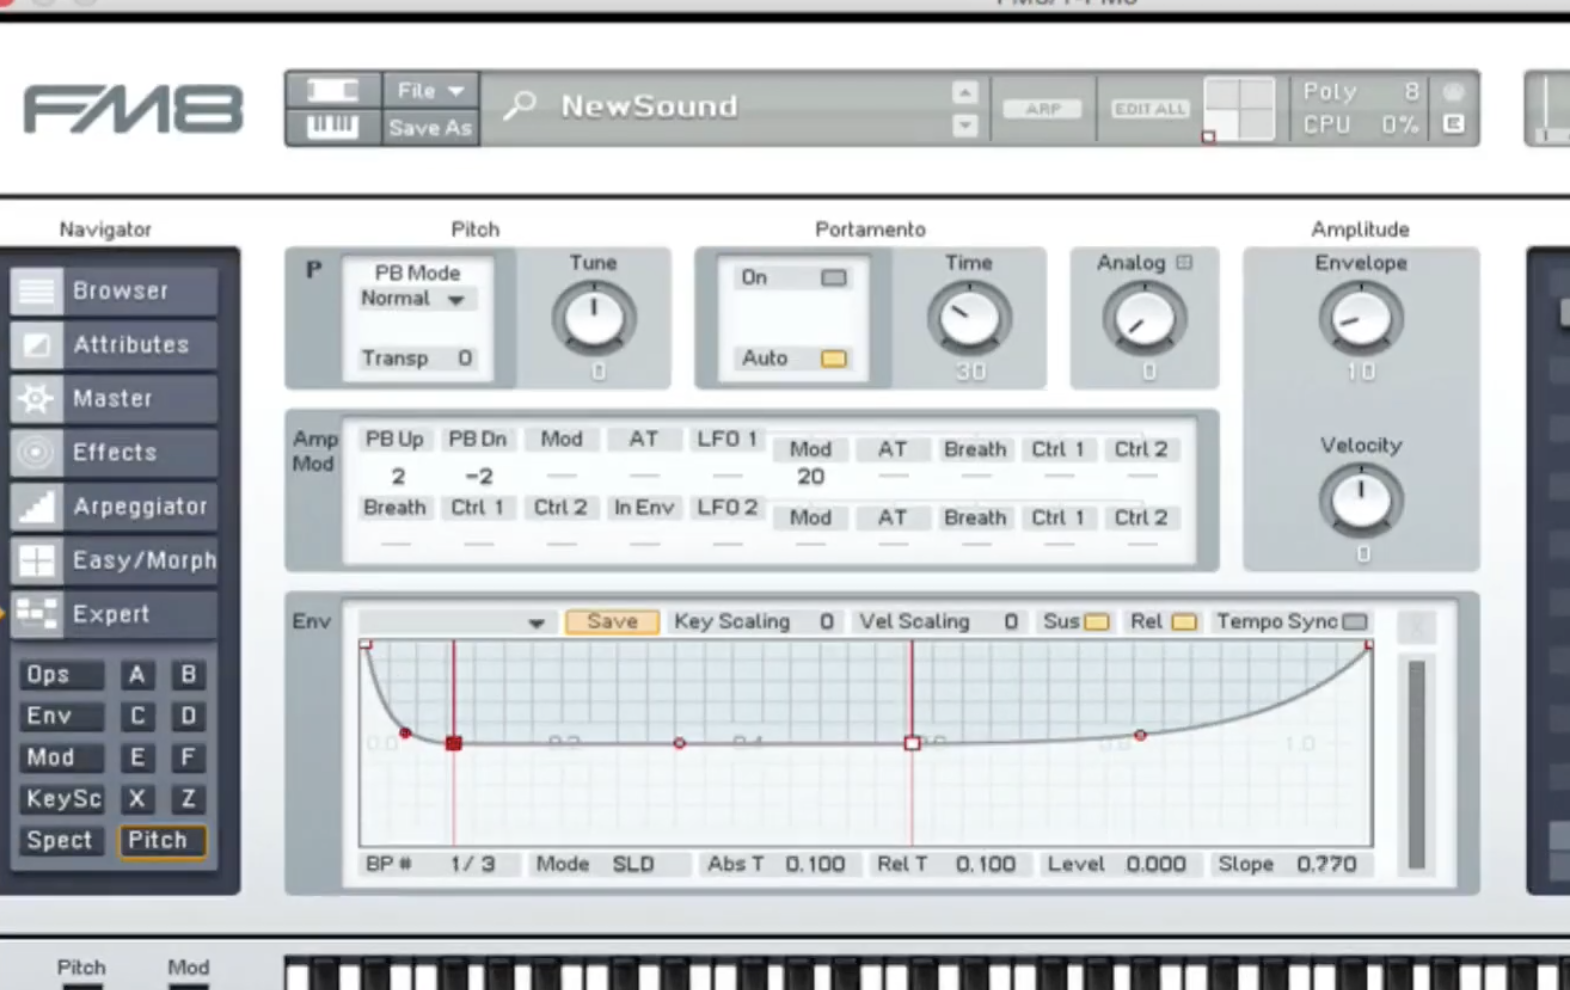 FM8
File
Save As
NewSound
ARP
EDIT ALL
Poly 8
CPU 0%
E
Navigator
Browser
Attributes
Master
Effects
Arpeggiator
Easy/Morph
Expert
Ops A B
Env C D
Mod E F
KeySc X Z
Spect Pitch
Pitch
P
PB Mode
Normal
Transp 0
Tune
0
Portamento
On
Auto
Time
30
Analog
0
Amplitude
Envelope
10
Velocity
0
Amp
Mod
PB Up PB Dn Mod AT LFO 1 Mod AT Breath Ctrl 1 Ctrl 2
2 -2 — — — 20 — — — —
Breath Ctrl 1 Ctrl 2 In Env LFO 2 Mod AT Breath Ctrl 1 Ctrl 2
— — — — — — — — — —
Env
Save Key Scaling 0 Vel Scaling 0 Sus Rel Tempo Sync
0.0 0.2 0.4 0.8 1.0
BP # 1/ 3 Mode SLD Abs T 0.100 Rel T 0.100 Level 0.000 Slope 0.770
Pitch Mod